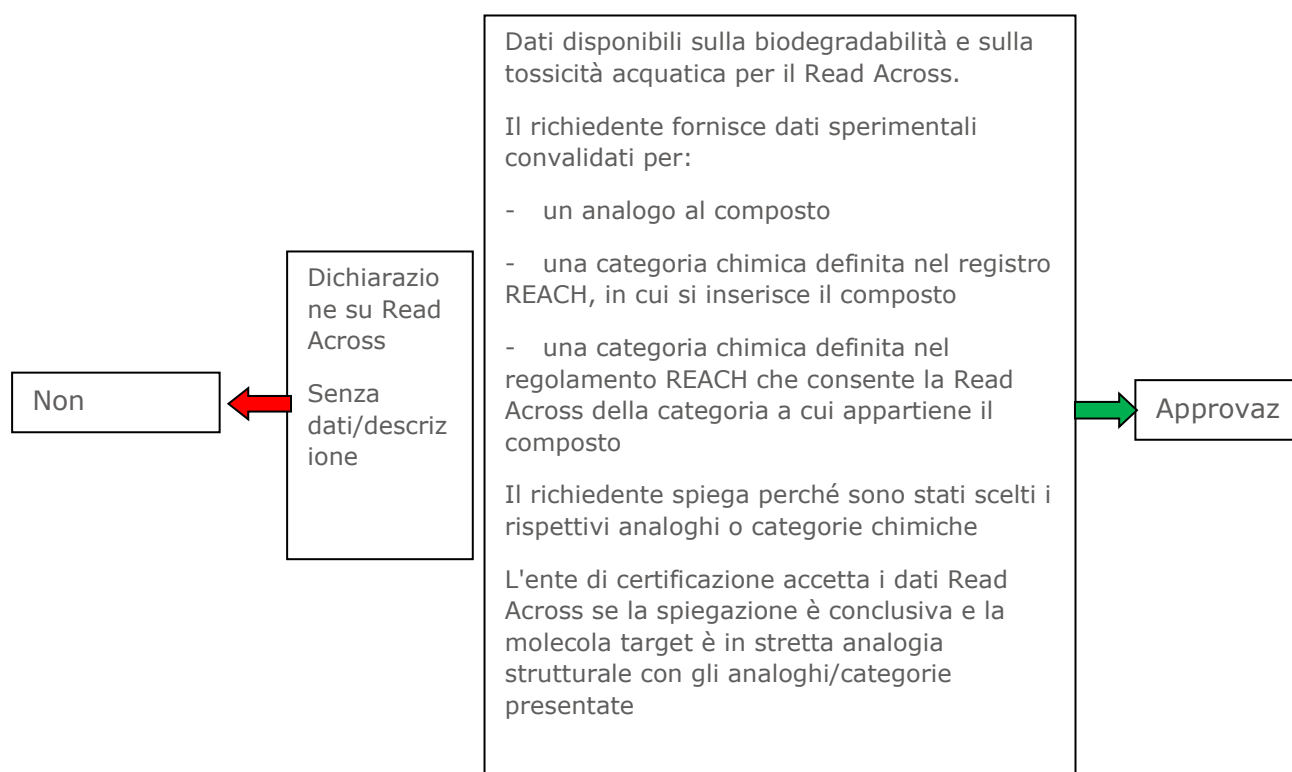 Non
Dichiarazio
ne su Read
Across
Senza
dati/descriz
ione
Dati disponibili sulla biodegradabilità e sulla
tossicità acquatica per il Read Across.
Il richiedente fornisce dati sperimentali
convalidati per:
- un analogo al composto
- una categoria chimica definita nel registro
REACH, in cui si inserisce il composto
- una categoria chimica definita nel
regolamento REACH che consente la Read
Across della categoria a cui appartiene il
composto
Il richiedente spiega perché sono stati scelti i
rispettivi analoghi o categorie chimiche
L'ente di certificazione accetta i dati Read
Across se la spiegazione è conclusiva e la
molecola target è in stretta analogia
strutturale con gli analoghi/categorie
presentate
Approvaz